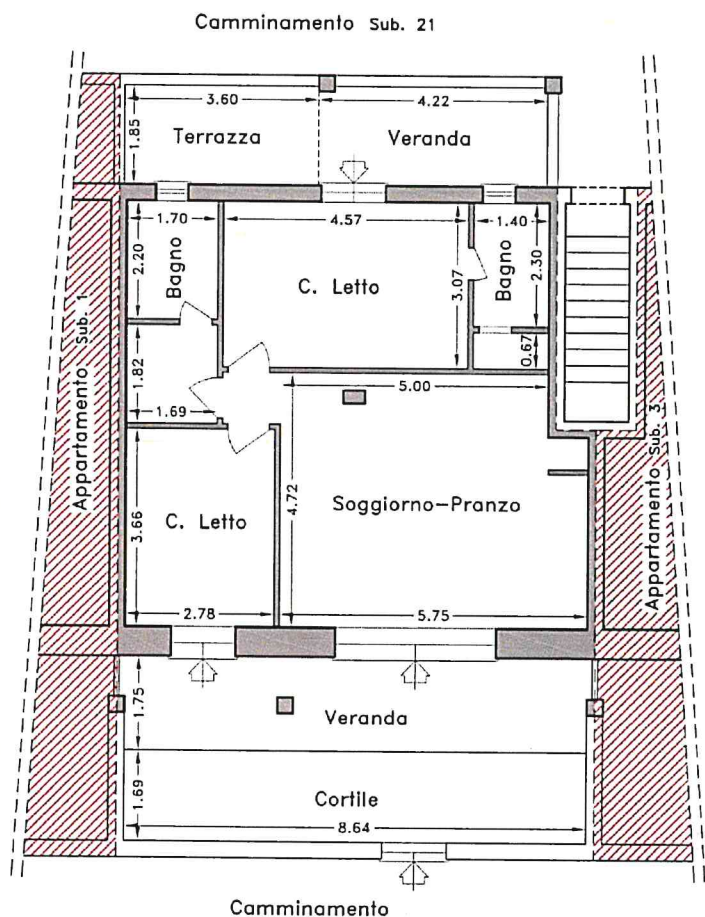 Camminamento Sub. 21
3.60
4.22
1.85
Terrazza
Veranda
1.70
4.57
1.40
2.20
Bagno
C. Letto
3.07
Bagno
2.30
0.67
1.82
1.69
5.00
Appartamento Sub. 1
Appartamento Sub. 3
3.66
C. Letto
4.72
Soggiorno-Pranzo
2.78
5.75
1.75
Veranda
1.69
Cortile
8.64
Camminamento